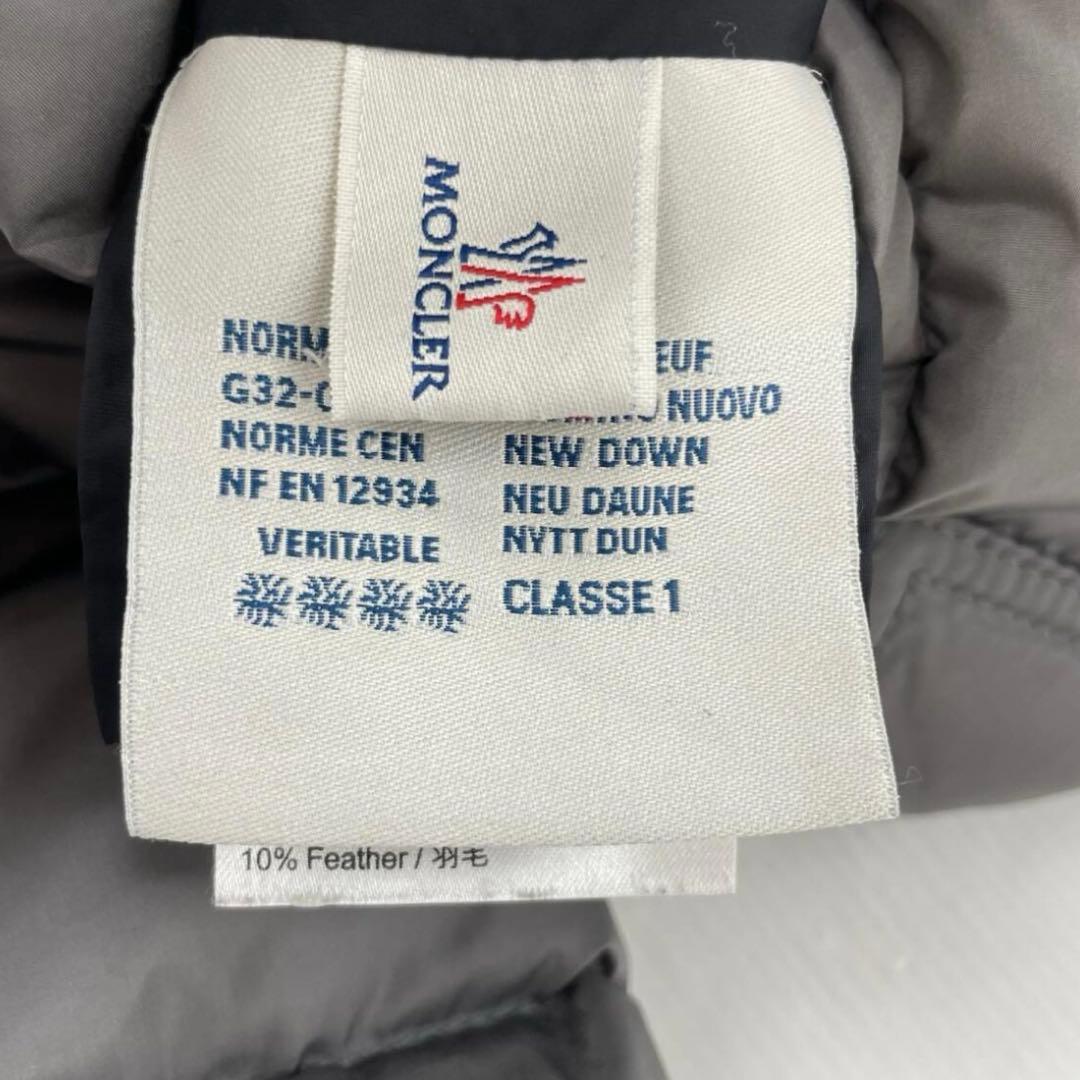 MONCLER
NORM
G32-
NORME CEN
NF EN 12934
VERITABLE
EUF
NUOVO
NEW DOWN
NEU DAUNE
NYTT DUN
CLASSE 1
10% Feather / 羽毛